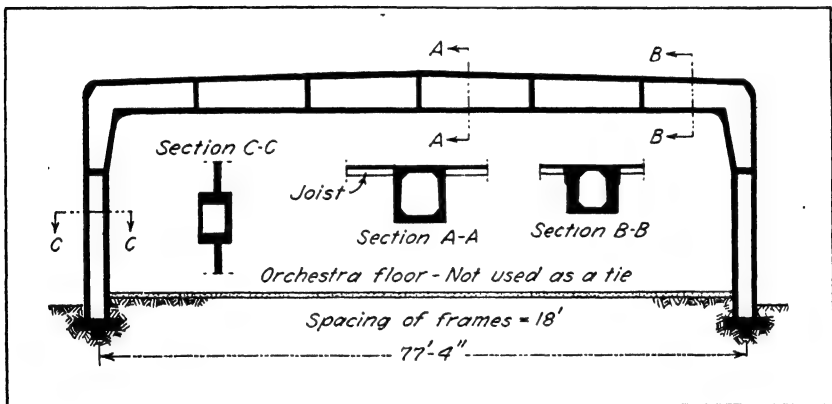 A
B
A
B
Section C-C
Joist
C
C
Section A-A
Section B-B
Orchestra floor - Not used as a tie
Spacing of frames = 18'
77'-4"